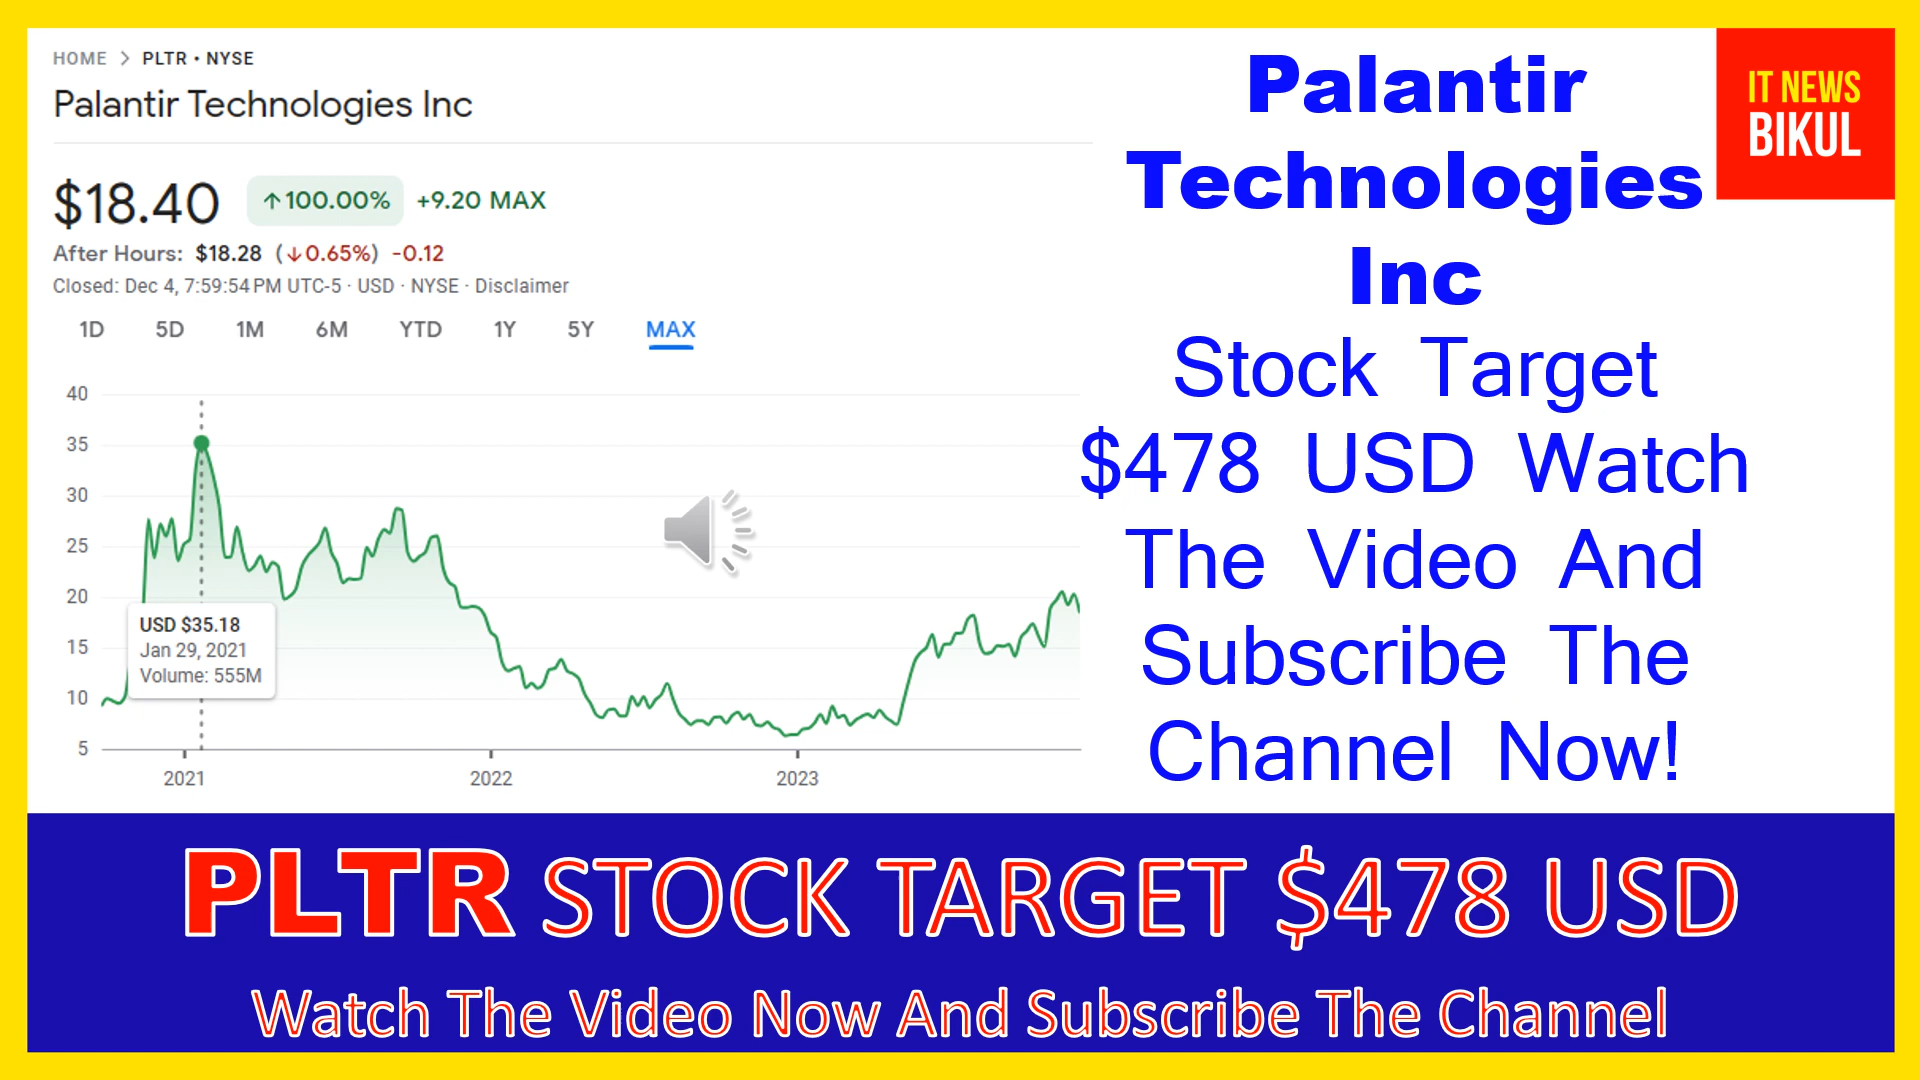 HOME > PLTR • NYSE
Palantir Technologies Inc
$18.40 ↑100.00% +9.20 MAX
After Hours: $18.28 (↓0.65%) -0.12
Closed: Dec 4, 7:59:54 PM UTC-5 · USD · NYSE · Disclaimer
1D 5D 1M 6M YTD 1Y 5Y MAX
40
35
30
25
20
15
10
5
USD $35.18
Jan 29, 2021
Volume: 555M
2021 2022 2023
Palantir
Technologies
Inc
Stock Target
$478 USD Watch
The Video And
Subscribe The
Channel Now!
IT NEWS
BIKUL
PLTR STOCK TARGET $478 USD
Watch The Video Now And Subscribe The Channel